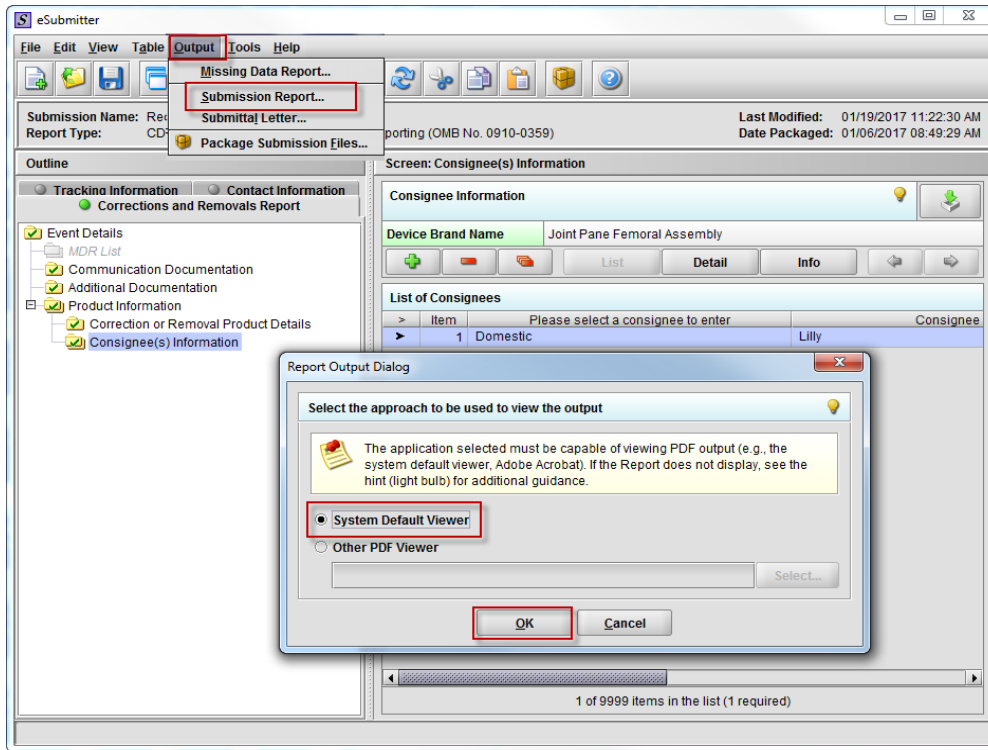 S eSubmitter
File Edit View Table Output Tools Help
Missing Data Report...
Submission Report...
Submittal Letter...
Package Submission Files...
Submission Name: Rec
Report Type:
porting (OMB No. 0910-0359)
Last Modified: 01/19/2017 11:22:30 AM
Date Packaged: 01/06/2017 08:49:29 AM
Outline
Tracking Information Contact Information
Corrections and Removals Report
Event Details
MDR List
Communication Documentation
Additional Documentation
Product Information
Correction or Removal Product Details
Consignee(s) Information
Screen: Consignee(s) Information
Consignee Information
Device Brand Name Joint Pane Femoral Assembly
List Detail Info
List of Consignees
> Item Please select a consignee to enter Consignee
1 Domestic Lilly
Report Output Dialog
Select the approach to be used to view the output
The application selected must be capable of viewing PDF output (e.g., the
system default viewer, Adobe Acrobat). If the Report does not display, see the
hint (light bulb) for additional guidance.
System Default Viewer
Other PDF Viewer
Select...
OK Cancel
1 of 9999 items in the list (1 required)